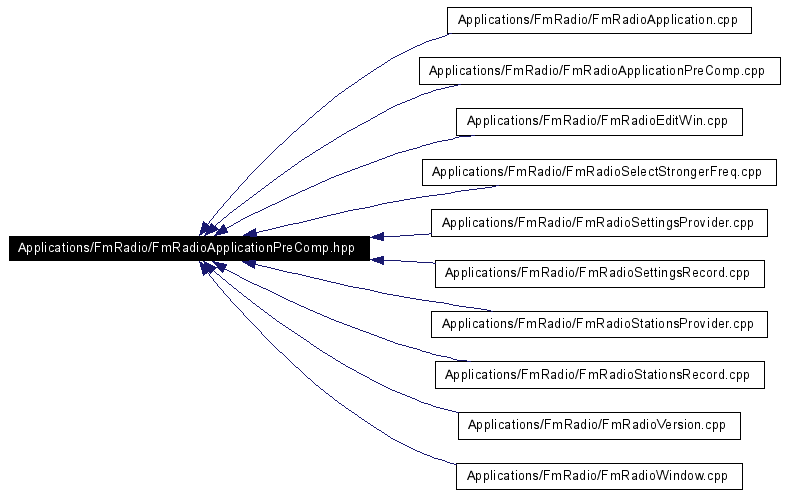 Applications/FmRadio/FmRadioApplication.cpp
Applications/FmRadio/FmRadioApplicationPreComp.cpp
Applications/FmRadio/FmRadioEditWin.cpp
Applications/FmRadio/FmRadioSelectStrongerFreq.cpp
Applications/FmRadio/FmRadioSettingsProvider.cpp
Applications/FmRadio/FmRadioApplicationPreComp.hpp
Applications/FmRadio/FmRadioSettingsRecord.cpp
Applications/FmRadio/FmRadioStationsProvider.cpp
Applications/FmRadio/FmRadioStationsRecord.cpp
Applications/FmRadio/FmRadioVersion.cpp
Applications/FmRadio/FmRadioWindow.cpp